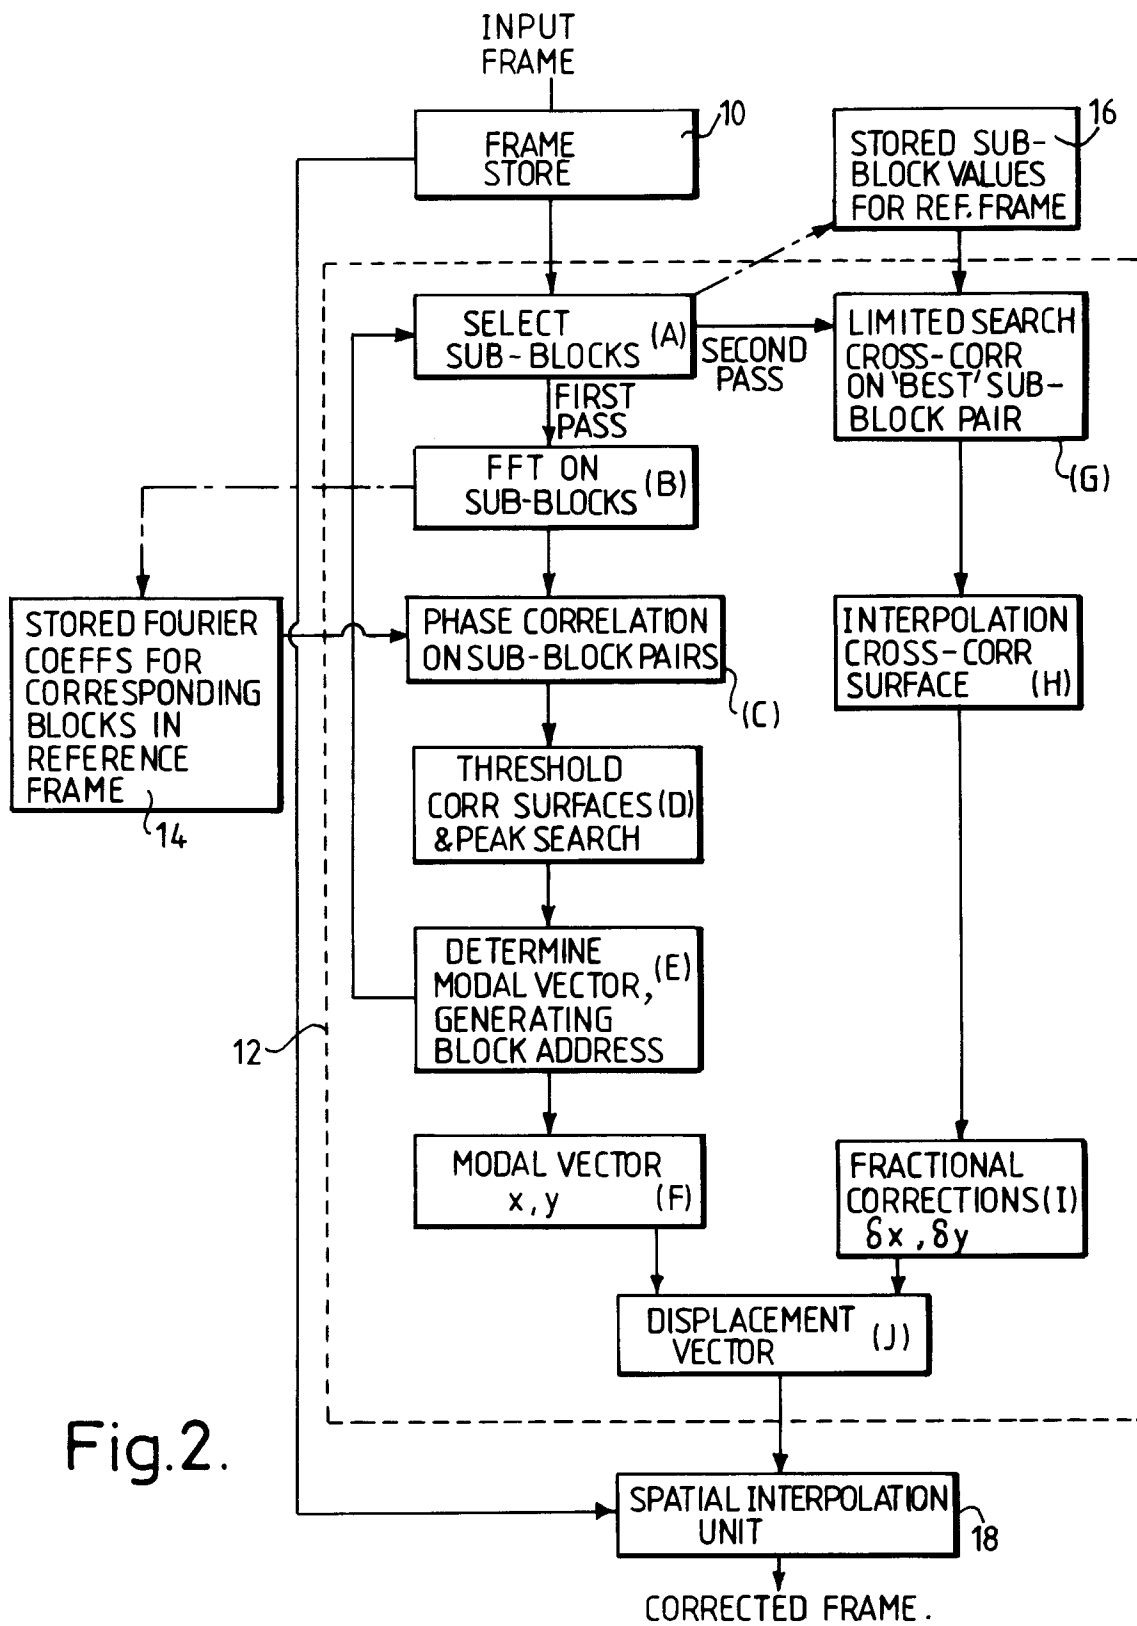 INPUT
FRAME
FRAME
STORE
10
STORED SUB-
BLOCK VALUES
FOR REF. FRAME
16
SELECT
SUB-BLOCKS (A)
SECOND
PASS
LIMITED SEARCH
CROSS-CORR
ON 'BEST' SUB-
BLOCK PAIR
(G)
FIRST
PASS
FFT ON
SUB-BLOCKS (B)
STORED FOURIER
COEFFS FOR
CORRESPONDING
BLOCKS IN
REFERENCE
FRAME
14
PHASE CORRELATION
ON SUB-BLOCK PAIRS
(C)
INTERPOLATION
CROSS-CORR
SURFACE (H)
THRESHOLD
CORR SURFACES (D)
& PEAK SEARCH
DETERMINE
MODAL VECTOR, (E)
GENERATING
BLOCK ADDRESS
12
MODAL VECTOR
x, y (F)
FRACTIONAL
CORRECTIONS (I)
δx, δy
DISPLACEMENT
VECTOR (J)
Fig.2.
SPATIAL INTERPOLATION
UNIT
18
CORRECTED FRAME.